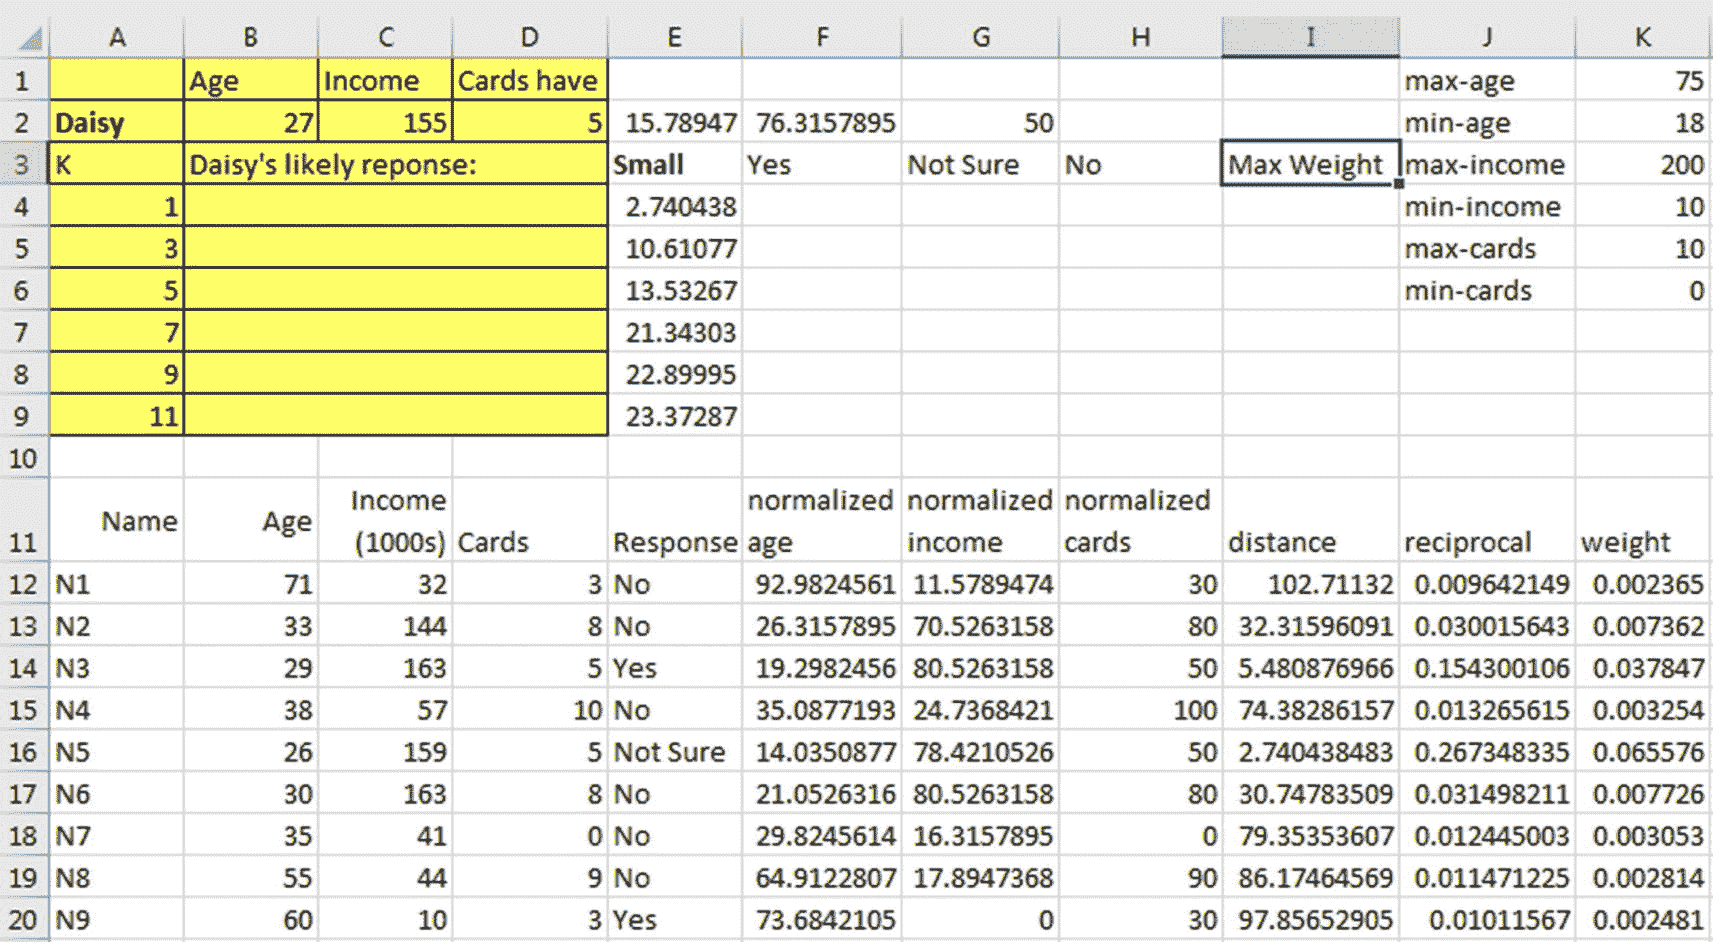 A B C D E F G H I J K
1 Age Income Cards have max-age 75
2 Daisy 27 155 5 15.78947 76.3157895 50 min-age 18
3 K Daisy's likely reponse: Small Yes Not Sure No Max Weight max-income 200
4 1 2.740438 min-income 10
5 3 10.61077 max-cards 10
6 5 13.53267 min-cards 0
7 7 21.34303
8 9 22.89995
9 11 23.37287
10
11 Name Age Income (1000s) Cards Response normalized age normalized income normalized cards distance reciprocal weight
12 N1 71 32 3 No 92.9824561 11.5789474 30 102.71132 0.009642149 0.002365
13 N2 33 144 8 No 26.3157895 70.5263158 80 32.31596091 0.030015643 0.007362
14 N3 29 163 5 Yes 19.2982456 80.5263158 50 5.480876966 0.154300106 0.037847
15 N4 38 57 10 No 35.0877193 24.7368421 100 74.38286157 0.013265615 0.003254
16 N5 26 159 5 Not Sure 14.0350877 78.4210526 50 2.740438483 0.267348335 0.065576
17 N6 30 163 8 No 21.0526316 80.5263158 80 30.74783509 0.031498211 0.007726
18 N7 35 41 0 No 29.8245614 16.3157895 0 79.35353607 0.012445003 0.003053
19 N8 55 44 9 No 64.9122807 17.8947368 90 86.17464569 0.011471225 0.002814
20 N9 60 10 3 Yes 73.6842105 0 30 97.85652905 0.01011567 0.002481